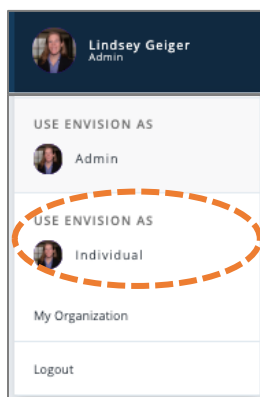 Lindsey Geiger
Admin
USE ENVISION AS
Admin
USE ENVISION AS
Individual
My Organization
Logout